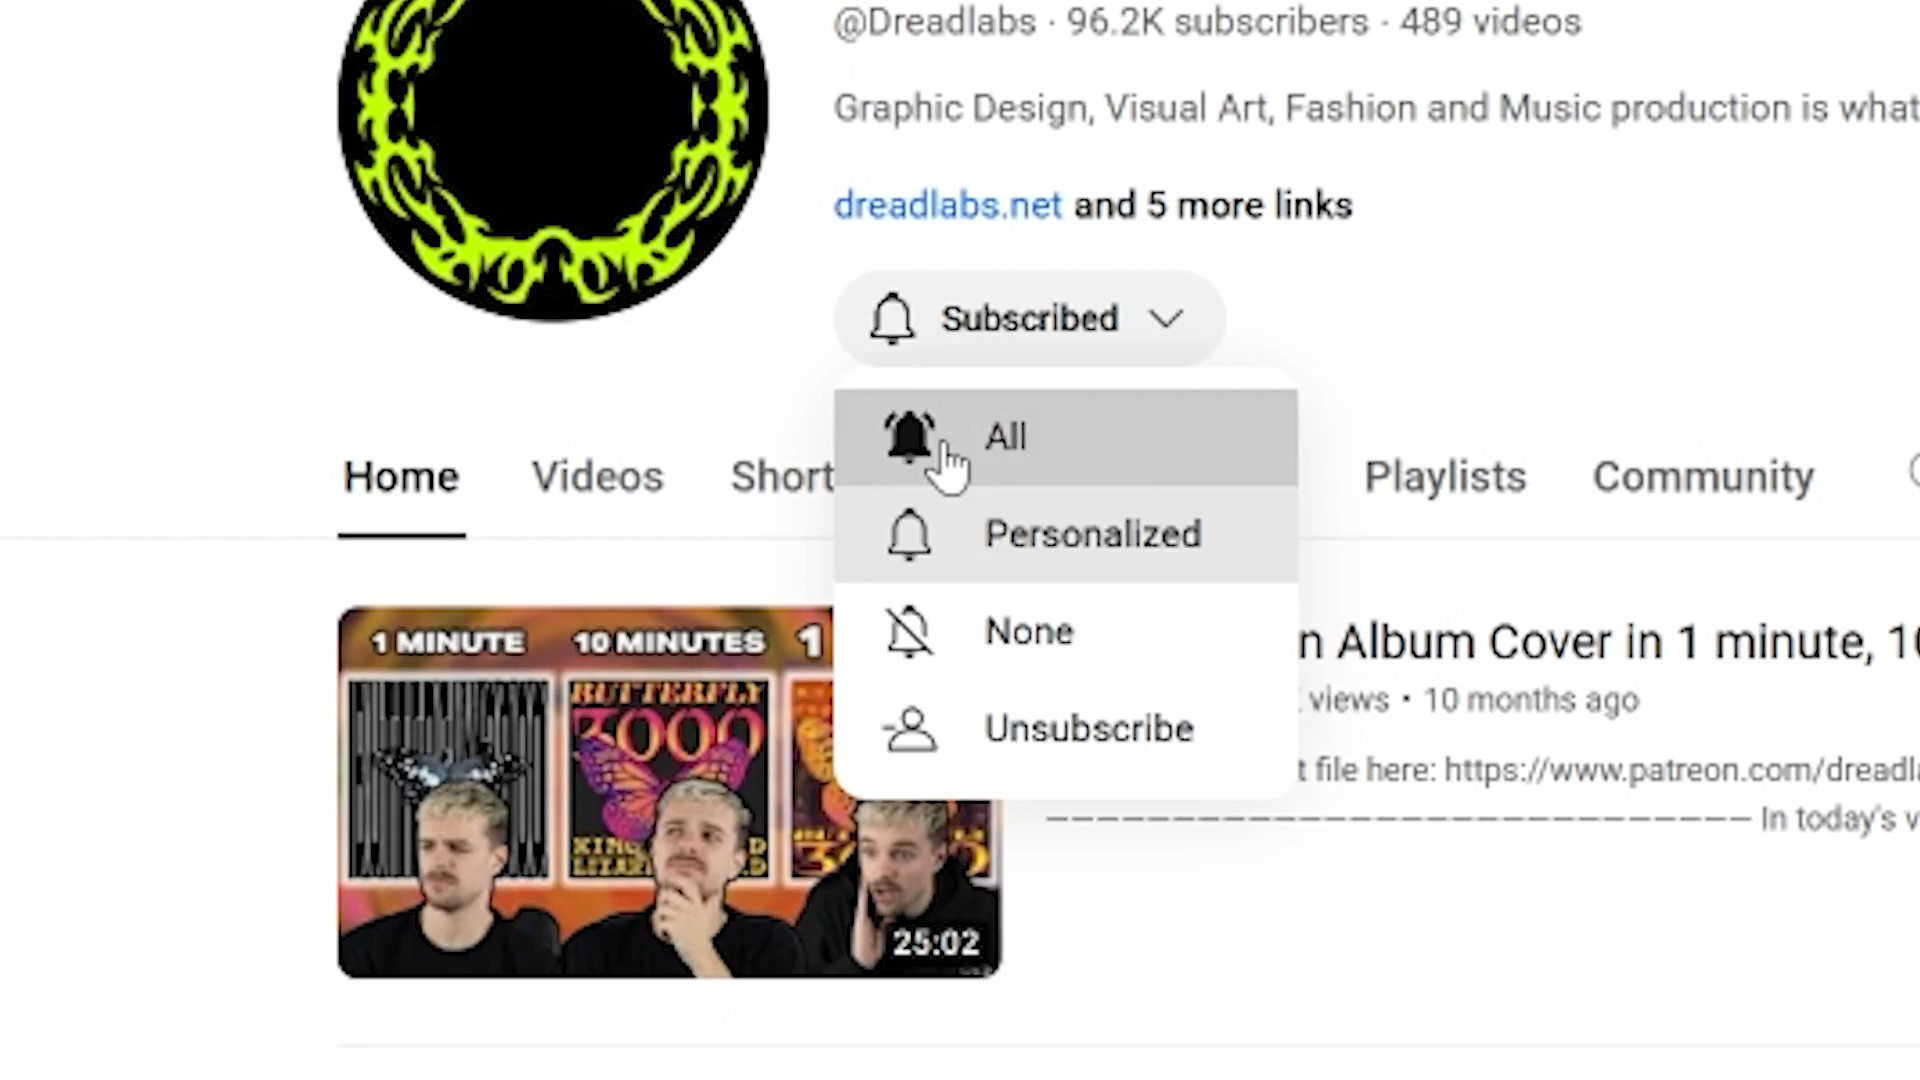 @Dreadlabs · 96.2K subscribers · 489 videos
Graphic Design, Visual Art, Fashion and Music production is what
dreadlabs.net and 5 more links
Subscribed
All
Personalized
None
Unsubscribe
Home Videos Short Playlists Community
1 MINUTE 10 MINUTES 1
BUTTERFLY
3000
25:02
n Album Cover in 1 minute, 10
views • 10 months ago
t file here: https://www.patreon.com/dreadla
--------------------------- In today's v